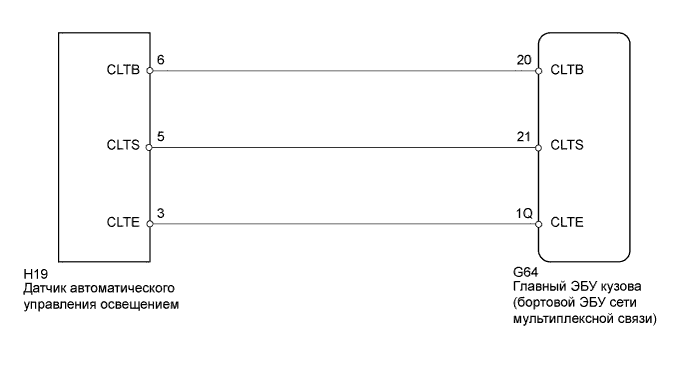 6 20
CLTB CLTB
5 21
CLTS CLTS
3 1Q
CLTE CLTE
H19
Датчик автоматического
управления освещением
G64
Главный ЭБУ кузова
(бортовой ЭБУ сети
мультиплексной связи)